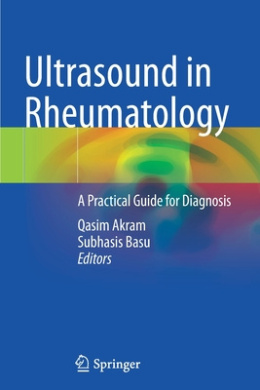 Ultrasound in
Rheumatology
A Practical Guide for Diagnosis
Qasim Akram
Subhasis Basu
Editors
Springer